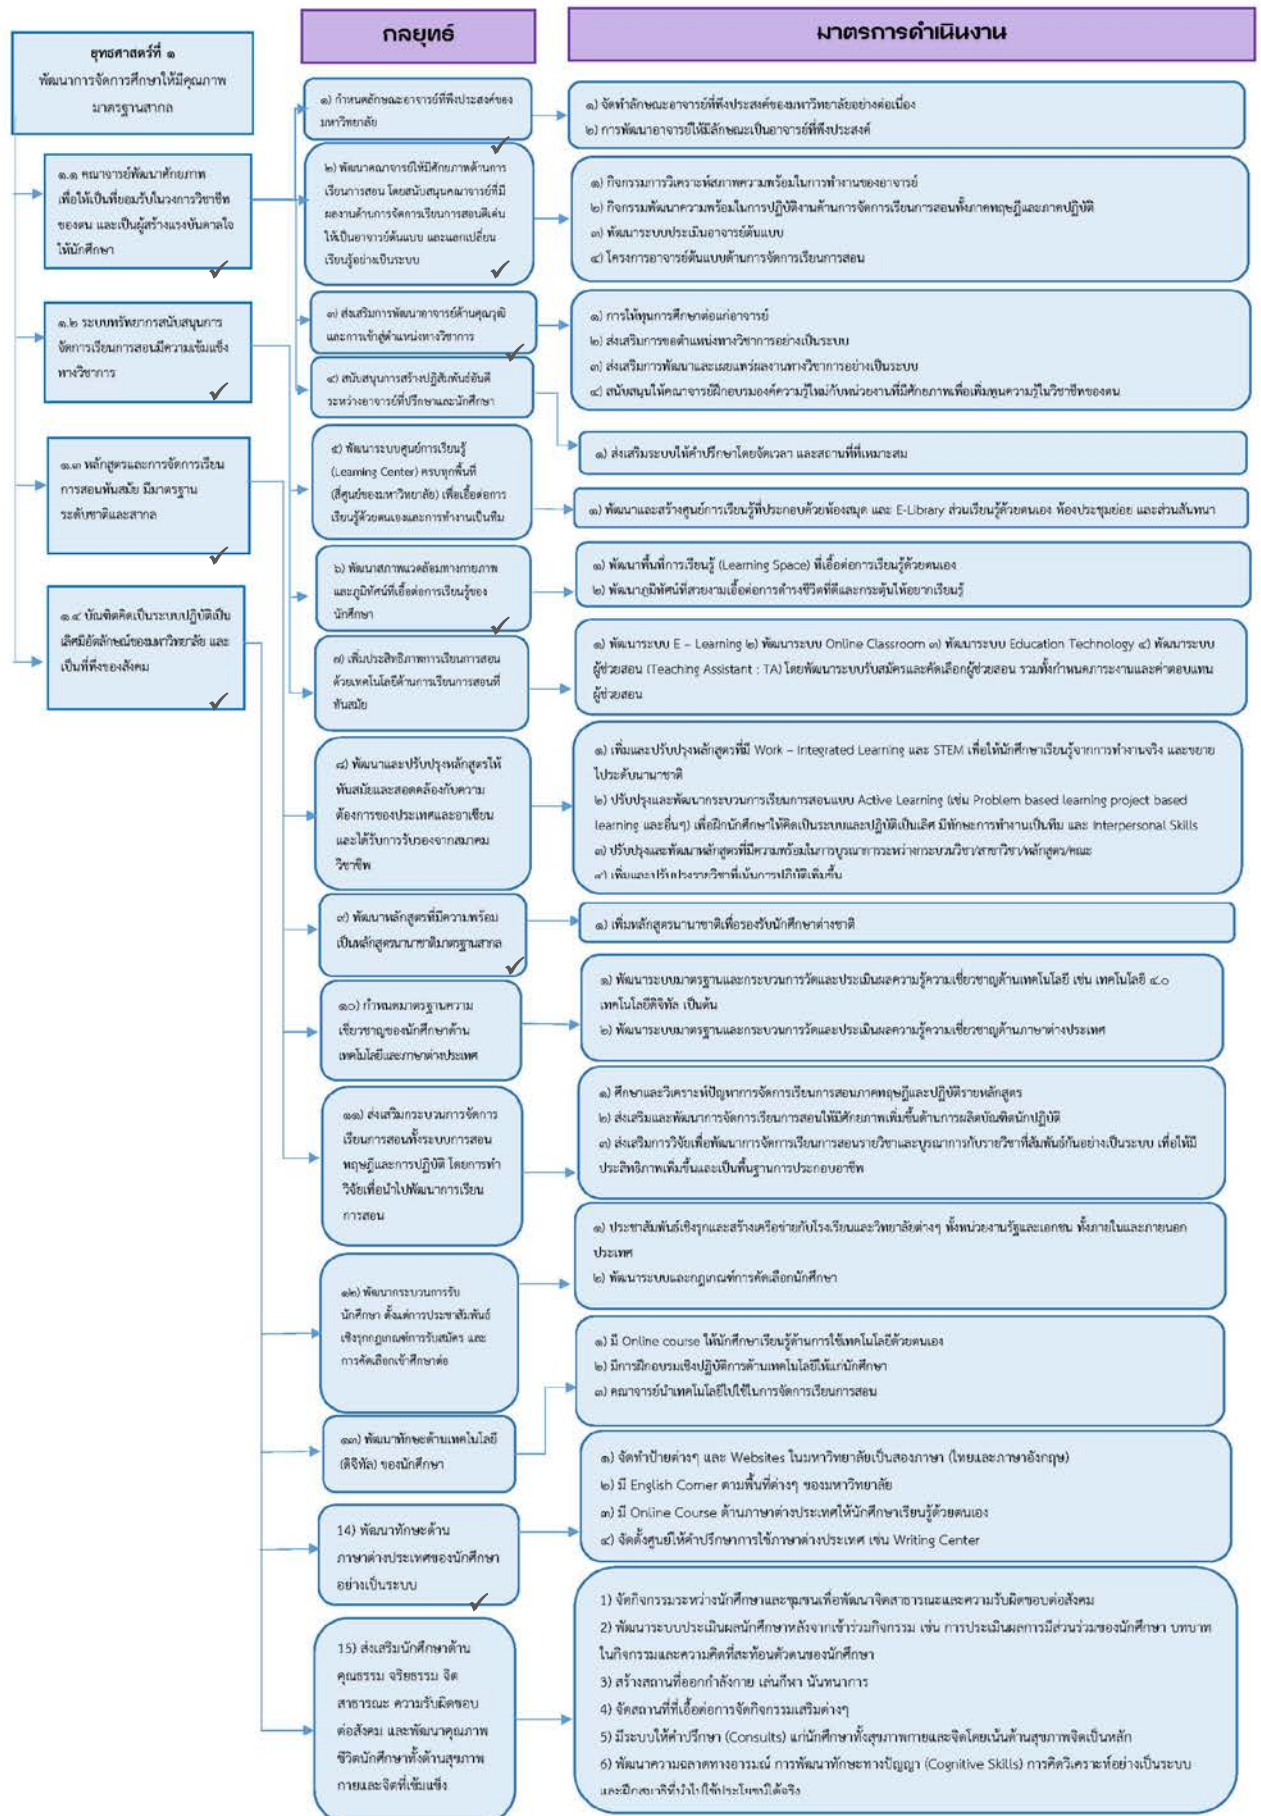 กลยุทธ์
มาตรการดำเนินงาน
ยุทธศาสตร์ที่ ๑
พัฒนาการจัดการศึกษาให้มีคุณภาพ
มาตรฐานสากล
๑.๑ คณาจารย์พัฒนาศักยภาพ
เพื่อให้เป็นที่ยอมรับในวงการวิชาชีพ
ของตน และเป็นผู้สร้างแรงบันดาลใจ
ให้นักศึกษา
๑.๒ ระบบทรัพยากรสนับสนุนการ
จัดการเรียนการสอนมีความเข้มแข็ง
ทางวิชาการ
๑.๓ หลักสูตรและการจัดการเรียน
การสอนทันสมัย มีมาตรฐาน
ระดับชาติและสากล
๑.๔ บัณฑิตคิดเป็นระบบปฏิบัติเป็น
เลิศมีอัตลักษณ์ของมหาวิทยาลัย และ
เป็นที่พึ่งของสังคม
๑) กำหนดลักษณะอาจารย์ที่พึงประสงค์ของ
มหาวิทยาลัย
๑) จัดทำลักษณะอาจารย์ที่พึงประสงค์ของมหาวิทยาลัยอย่างต่อเนื่อง
๒) การพัฒนาอาจารย์ให้มีลักษณะเป็นอาจารย์ที่พึงประสงค์
๒) พัฒนาคณาจารย์ให้มีศักยภาพด้านการ
เรียนการสอน โดยสนับสนุนคณาจารย์ที่มี
ผลงานด้านการจัดการเรียนการสอนดีเด่น
ให้เป็นอาจารย์ต้นแบบ และแลกเปลี่ยน
เรียนรู้อย่างเป็นระบบ
๑) กิจกรรมการวิเคราะห์สภาพความพร้อมในการทำงานของอาจารย์
๒) กิจกรรมพัฒนาความพร้อมในการปฏิบัติงานด้านการจัดการเรียนการสอนทั้งภาคทฤษฎีและภาคปฏิบัติ
๓) พัฒนาระบบประเมินอาจารย์ต้นแบบ
๔) โครงการอาจารย์ต้นแบบด้านการจัดการเรียนการสอน
๓) ส่งเสริมการพัฒนาอาจารย์ด้านคุณวุฒิ
และการเข้าสู่ตำแหน่งทางวิชาการ
๑) การให้ทุนการศึกษาต่อแก่อาจารย์
๒) ส่งเสริมการขอตำแหน่งทางวิชาการอย่างเป็นระบบ
๓) ส่งเสริมการพัฒนาและเผยแพร่ผลงานทางวิชาการอย่างเป็นระบบ
๔) สนับสนุนให้คณาจารย์ฝึกอบรมองค์ความรู้ใหม่กับหน่วยงานที่มีศักยภาพเพื่อเพิ่มพูนความรู้ในวิชาชีพของตน
๔) สนับสนุนการสร้างปฏิสัมพันธ์อันดี
ระหว่างอาจารย์ที่ปรึกษาและนักศึกษา
๑) ส่งเสริมระบบให้คำปรึกษาโดยจัดเวลา และสถานที่ที่เหมาะสม
๕) พัฒนาระบบศูนย์การเรียนรู้
(Learning Center) ครบทุกพื้นที่
(สี่ศูนย์ของมหาวิทยาลัย) เพื่อเอื้อต่อการ
เรียนรู้ด้วยตนเองและการทำงานเป็นทีม
๑) พัฒนาและสร้างศูนย์การเรียนรู้ที่ประกอบด้วยห้องสมุด และ E-Library ส่วนเรียนรู้ด้วยตนเอง ห้องประชุมย่อย และส่วนสันทนา
๖) พัฒนาสภาพแวดล้อมทางกายภาพ
และภูมิทัศน์ที่เอื้อต่อการเรียนรู้ของ
นักศึกษา
๑) พัฒนาพื้นที่การเรียนรู้ (Learning Space) ที่เอื้อต่อการเรียนรู้ด้วยตนเอง
๒) พัฒนาภูมิทัศน์ที่สวยงามเอื้อต่อการดำรงชีวิตที่ดีและกระตุ้นให้อยากเรียนรู้
๗) เพิ่มประสิทธิภาพการเรียนการสอน
ด้วยเทคโนโลยีด้านการเรียนการสอนที่
ทันสมัย
๑) พัฒนาระบบ E – Learning ๒) พัฒนาระบบ Online Classroom ๓) พัฒนาระบบ Education Technology ๔) พัฒนาระบบ
ผู้ช่วยสอน (Teaching Assistant : TA) โดยพัฒนาระบบรับสมัครและคัดเลือกผู้ช่วยสอน รวมทั้งกำหนดภาระงานและค่าตอบแทน
ผู้ช่วยสอน
๘) พัฒนาและปรับปรุงหลักสูตรให้
ทันสมัยและสอดคล้องกับความ
ต้องการของประเทศและอาเซียน
และได้รับการรับรองจากสมาคม
วิชาชีพ
๑) เพิ่มและปรับปรุงหลักสูตรที่มี Work – Integrated Learning และ STEM เพื่อให้นักศึกษาเรียนรู้จากการทำงานจริง และขยาย
ไประดับนานาชาติ
๒) ปรับปรุงและพัฒนากระบวนการเรียนการสอนแบบ Active Learning (เช่น Problem based learning project based
learning และอื่นๆ) เพื่อฝึกนักศึกษาให้คิดเป็นระบบและปฏิบัติเป็นเลิศ มีทักษะการทำงานเป็นทีม และ Interpersonal Skills
๓) ปรับปรุงและพัฒนาหลักสูตรที่มีความพร้อมในการบูรณาการระหว่างกระบวนวิชา/สาขาวิชา/หลักสูตร/คณะ
๔) เพิ่มและปรับปรุงรายวิชาที่เน้นการปฏิบัติเพิ่มขึ้น
๙) พัฒนาหลักสูตรที่มีความพร้อม
เป็นหลักสูตรนานาชาติมาตรฐานสากล
๑) เพิ่มหลักสูตรนานาชาติเพื่อรองรับนักศึกษาต่างชาติ
๑๐) กำหนดมาตรฐานความ
เชี่ยวชาญของนักศึกษาด้าน
เทคโนโลยีและภาษาต่างประเทศ
๑) พัฒนาระบบมาตรฐานและกระบวนการวัดและประเมินผลความรู้ความเชี่ยวชาญด้านเทคโนโลยี เช่น เทคโนโลยี ๔.๐
เทคโนโลยีดิจิทัล เป็นต้น
๒) พัฒนาระบบมาตรฐานและกระบวนการวัดและประเมินผลความรู้ความเชี่ยวชาญด้านภาษาต่างประเทศ
๑๑) ส่งเสริมกระบวนการจัดการ
เรียนการสอนทั้งระบบการสอน
ทฤษฎีและการปฏิบัติ โดยการทำ
วิจัยเพื่อนำไปพัฒนาการเรียน
การสอน
๑) ศึกษาและวิเคราะห์ปัญหาการจัดการเรียนการสอนภาคทฤษฎีและปฏิบัติรายหลักสูตร
๒) ส่งเสริมและพัฒนาการจัดการเรียนการสอนให้มีศักยภาพเพิ่มขึ้นด้านการผลิตบัณฑิตนักปฏิบัติ
๓) ส่งเสริมการวิจัยเพื่อพัฒนาการจัดการเรียนการสอนรายวิชาและบูรณาการกับรายวิชาที่สัมพันธ์กันอย่างเป็นระบบ เพื่อให้มี
ประสิทธิภาพเพิ่มขึ้นและเป็นพื้นฐานการประกอบอาชีพ
๑๒) พัฒนากระบวนการรับ
นักศึกษา ตั้งแต่การประชาสัมพันธ์
เชิงรุกกฎเกณฑ์การรับสมัคร และ
การคัดเลือกเข้าศึกษาต่อ
๑) ประชาสัมพันธ์เชิงรุกและสร้างเครือข่ายกับโรงเรียนและวิทยาลัยต่างๆ ทั้งหน่วยงานรัฐและเอกชน ทั้งภายในและภายนอก
ประเทศ
๒) พัฒนาระบบและกฎเกณฑ์การคัดเลือกนักศึกษา
๑๓) พัฒนาทักษะด้านเทคโนโลยี
(ดิจิทัล) ของนักศึกษา
๑) มี Online course ให้นักศึกษาเรียนรู้ด้านการใช้เทคโนโลยีด้วยตนเอง
๒) มีการฝึกอบรมเชิงปฏิบัติการด้านเทคโนโลยีให้แก่นักศึกษา
๓) คณาจารย์นำเทคโนโลยีไปใช้ในการจัดการเรียนการสอน
14) พัฒนาทักษะด้าน
ภาษาต่างประเทศของนักศึกษา
อย่างเป็นระบบ
๑) จัดทำป้ายต่างๆ และ Websites ในมหาวิทยาลัยเป็นสองภาษา (ไทยและภาษาอังกฤษ)
๒) มี English Corner ตามพื้นที่ต่างๆ ของมหาวิทยาลัย
๓) มี Online Course ด้านภาษาต่างประเทศให้นักศึกษาเรียนรู้ด้วยตนเอง
๔) จัดตั้งศูนย์ให้คำปรึกษาการใช้ภาษาต่างประเทศ เช่น Writing Center
15) ส่งเสริมนักศึกษาด้าน
คุณธรรม จริยธรรม จิต
สาธารณะ ความรับผิดชอบ
ต่อสังคม และพัฒนาคุณภาพ
ชีวิตนักศึกษาทั้งด้านสุขภาพ
กายและจิตที่เข้มแข็ง
1) จัดกิจกรรมระหว่างนักศึกษาและชุมชนเพื่อพัฒนาจิตสาธารณะและความรับผิดชอบต่อสังคม
2) พัฒนาระบบประเมินผลนักศึกษาหลังจากเข้าร่วมกิจกรรม เช่น การประเมินผลการมีส่วนร่วมของนักศึกษา บทบาท
ในกิจกรรมและความคิดที่สะท้อนตัวตนของนักศึกษา
3) สร้างสถานที่ออกกำลังกาย เล่นกีฬา นันทนาการ
4) จัดสถานที่ที่เอื้อต่อการจัดกิจกรรมเสริมต่างๆ
5) มีระบบให้คำปรึกษา (Consults) แก่นักศึกษาทั้งสุขภาพกายและจิตโดยเน้นด้านสุขภาพจิตเป็นหลัก
6) พัฒนาความฉลาดทางอารมณ์ การพัฒนาทักษะทางปัญญา (Cognitive Skills) การคิดวิเคราะห์อย่างเป็นระบบ
และฝึกสมาธิที่นำไปใช้ประโยชน์ได้จริง